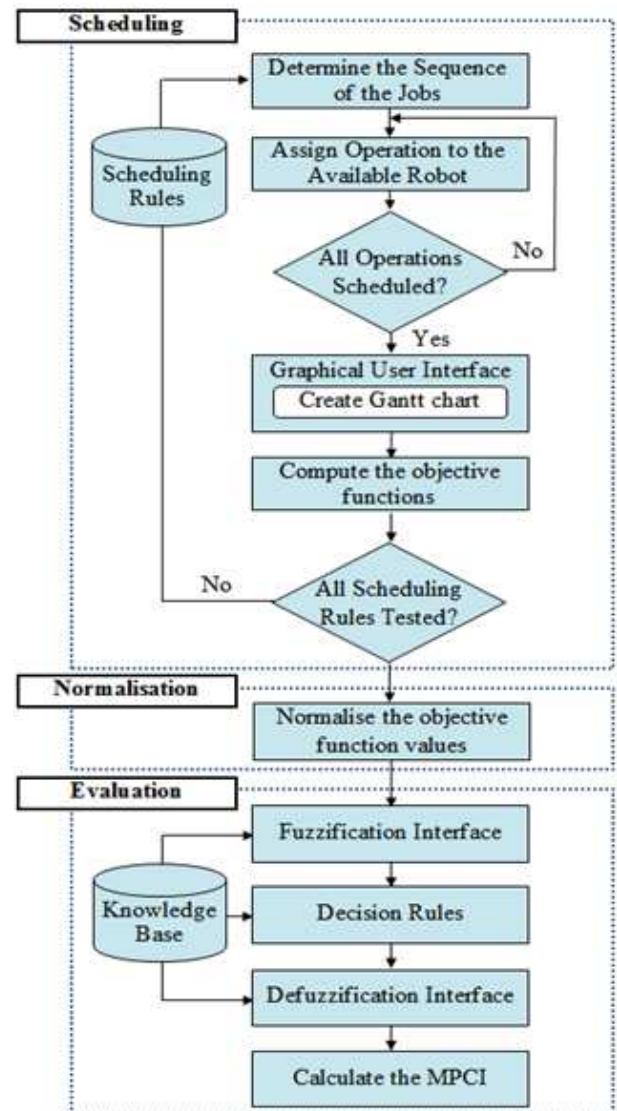 Scheduling
Determine the Sequence
of the Jobs
Assign Operation to the
Available Robot
Scheduling
Rules
No
All Operations
Scheduled?
Yes
Graphical User Interface
Create Gantt chart
Compute the objective
functions
No
All Scheduling
Rules Tested?
Normalisation
Normalise the objective
function values
Evaluation
Fuzzification Interface
Knowledge
Base
Decision Rules
Defuzzification Interface
Calculate the MPCI